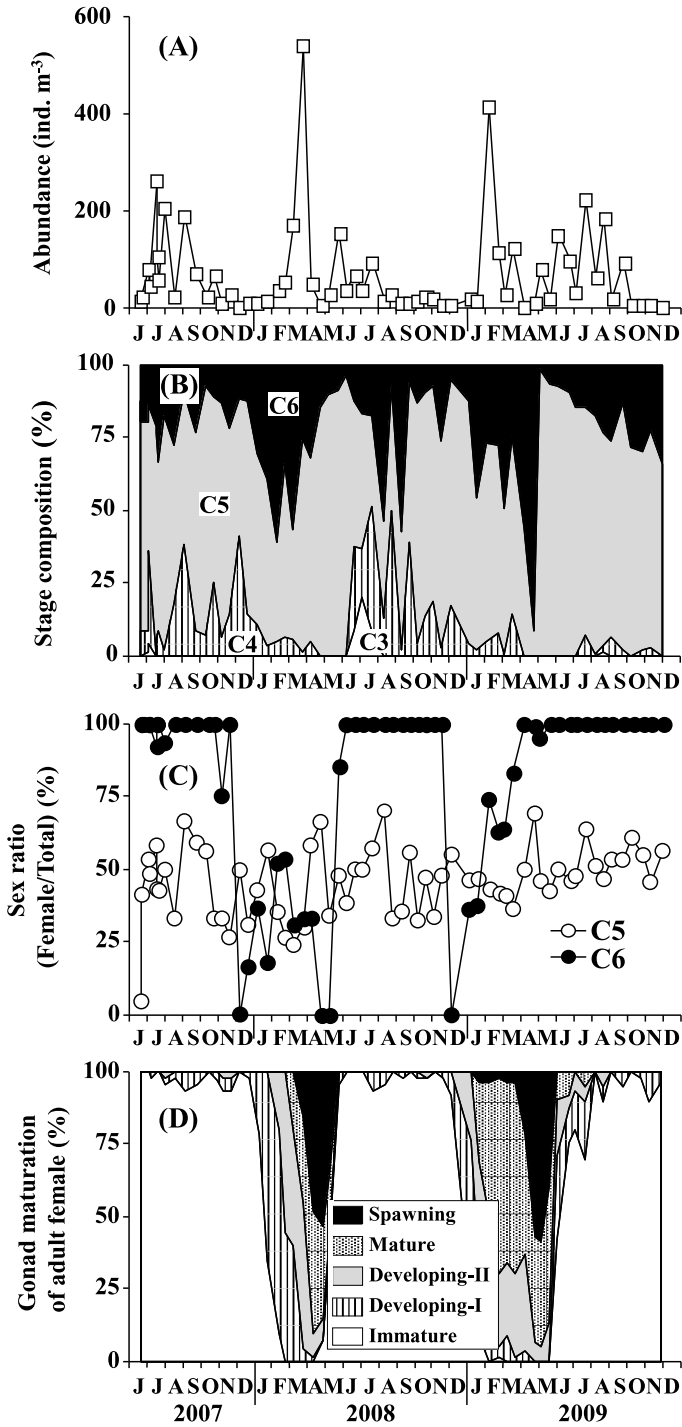 (A)
Abundance (ind. m-3)
600
400
200
0
J J A S O N D J F M A M J J A S O N D J F M A M J J A S O N D
(B)
Stage composition (%)
100
75
50
25
0
C6
C5
C4
C3
J J A S O N D J F M A M J J A S O N D J F M A M J J A S O N D
(C)
Sex ratio
(Female/Total) (%)
100
75
50
25
0
C5
C6
J J A S O N D J F M A M J J A S O N D J F M A M J J A S O N D
(D)
Gonad maturation
of adult female (%)
100
75
50
25
0
Spawning
Mature
Developing-II
Developing-I
Immature
J J A S O N D J F M A M J J A S O N D J F M A M J J A S O N D
2007 2008 2009